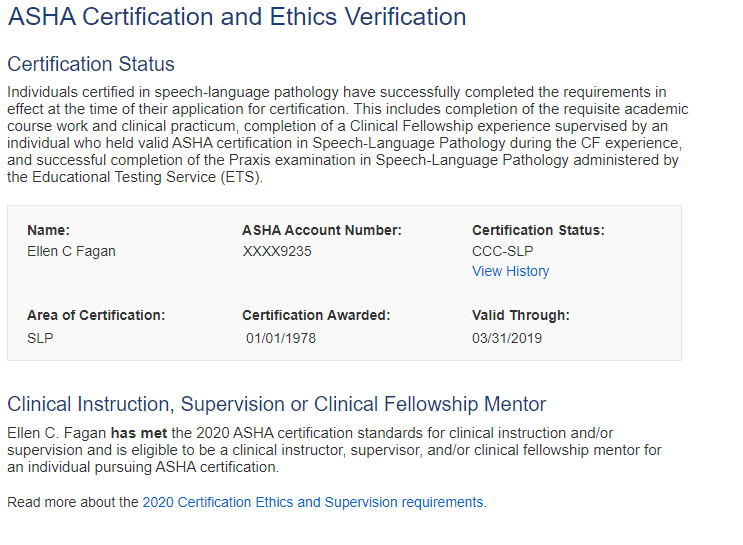 ASHA Certification and Ethics Verification
Certification Status
Individuals certified in speech-language pathology have successfully completed the requirements in
effect at the time of their application for certification. This includes completion of the requisite academic
course work and clinical practicum, completion of a Clinical Fellowship experience supervised by an
individual who held valid ASHA certification in Speech-Language Pathology during the CF experience,
and successful completion of the Praxis examination in Speech-Language Pathology administered by
the Educational Testing Service (ETS).
Name: ASHA Account Number: Certification Status:
Ellen C Fagan XXXX9235 CCC-SLP
View History
Area of Certification: Certification Awarded: Valid Through:
SLP 01/01/1978 03/31/2019
Clinical Instruction, Supervision or Clinical Fellowship Mentor
Ellen C. Fagan has met the 2020 ASHA certification standards for clinical instruction and/or
supervision and is eligible to be a clinical instructor, supervisor, and/or clinical fellowship mentor for
an individual pursuing ASHA certification.
Read more about the 2020 Certification Ethics and Supervision requirements.